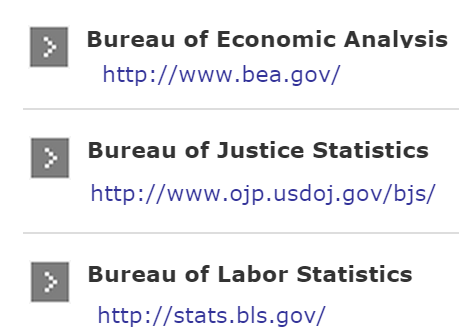 Bureau of Economic Analysis
http://www.bea.gov/
Bureau of Justice Statistics
http://www.ojp.usdoj.gov/bjs/
Bureau of Labor Statistics
http://stats.bls.gov/